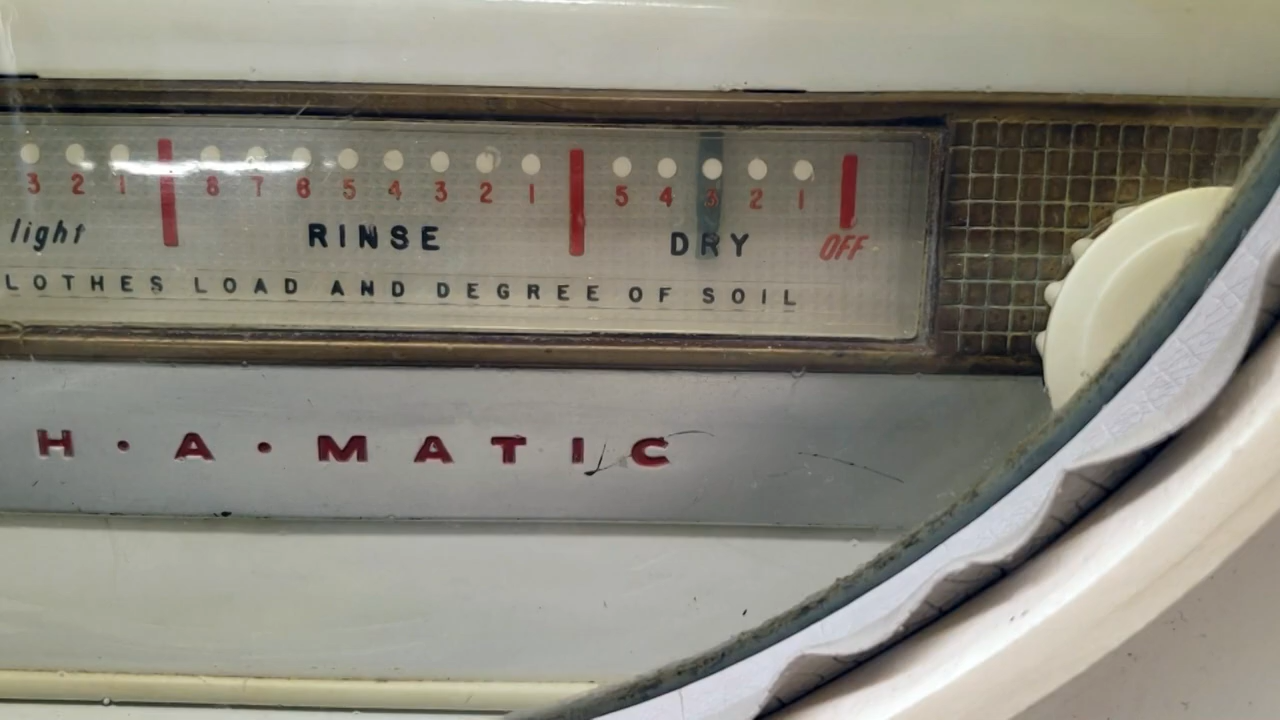 3 2 1 8 7 6 5 4 3 2 1 5 4 3 2 1
light RINSE DRY OFF
LOTHES LOAD AND DEGREE OF SOIL
H·A·MATIC